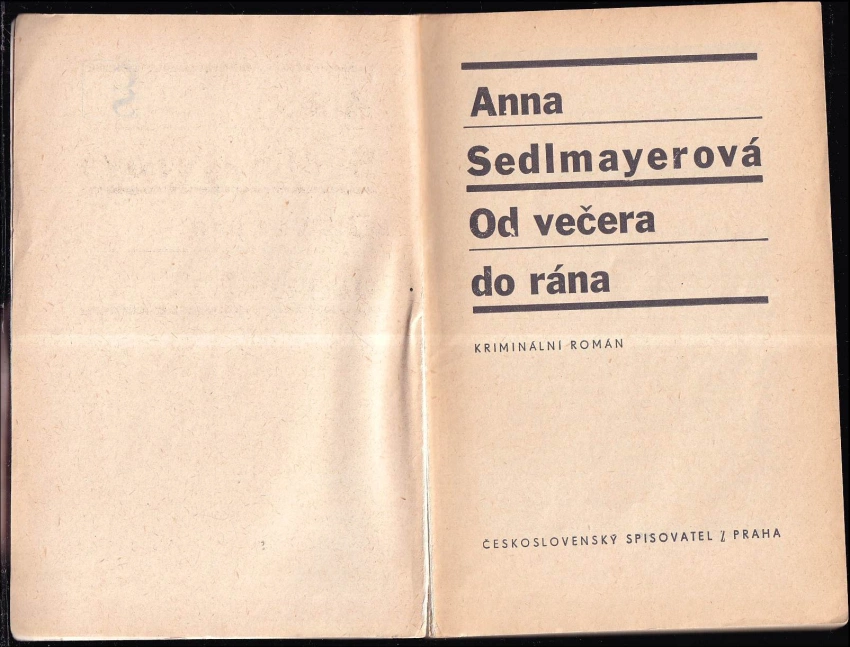 Anna
Sedlmayerová
Od večera
do rána
KRIMINÁLNÍ ROMÁN
ČESKOSLOVENSKÝ SPISOVATEL / PRAHA